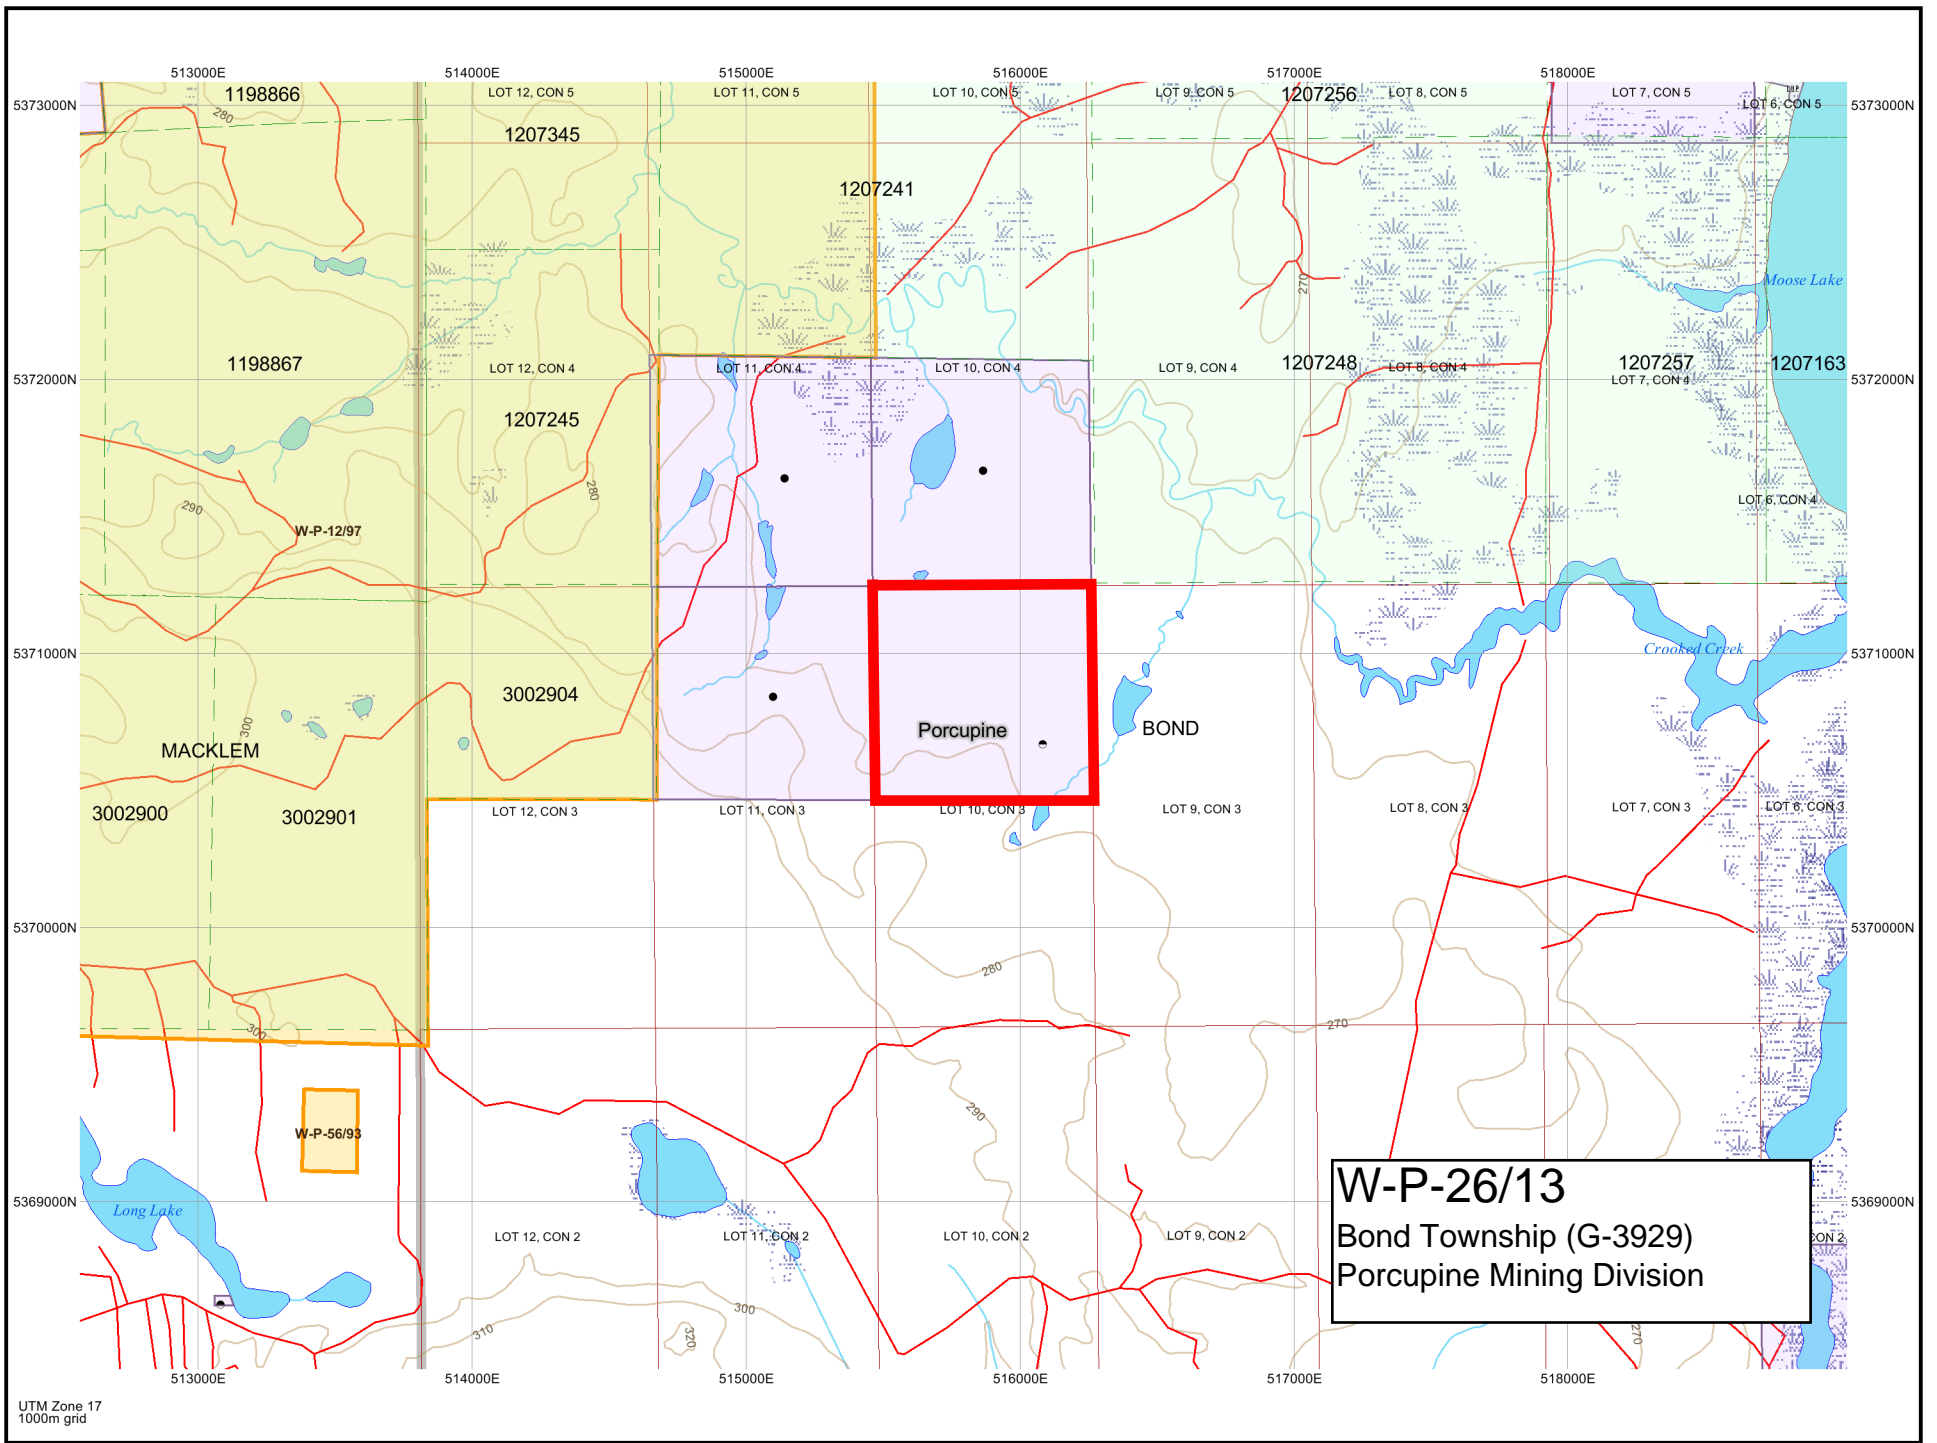 513000E 514000E 515000E 516000E 517000E 518000E
5373000N 5373000N
1198866
LOT 12, CON 5
LOT 11, CON 5
LOT 10, CON 5
LOT 9, CON 5
1207256
LOT 8, CON 5
LOT 7, CON 5
LOT 6, CON 5
280
1207345
1207241
270
Moose Lake
1198867
LOT 12, CON 4
LOT 11, CON 4
LOT 10, CON 4
LOT 9, CON 4
1207248
LOT 8, CON 4
1207257
LOT 7, CON 4
1207163
5372000N 5372000N
1207245
280
290
LOT 6, CON 4
W-P-12/97
5371000N 5371000N
Crooked Creek
3002904
300
MACKLEM
Porcupine
BOND
3002900
3002901
LOT 12, CON 3
LOT 11, CON 3
LOT 10, CON 3
LOT 9, CON 3
LOT 8, CON 3
LOT 7, CON 3
LOT 6, CON 3
5370000N 5370000N
280
300
270
290
W-P-56/93
5369000N 5369000N
Long Lake
LOT 12, CON 2
LOT 11, CON 2
LOT 10, CON 2
LOT 9, CON 2
CON 2
W-P-26/13
Bond Township (G-3929)
Porcupine Mining Division
300
310
320
270
513000E 514000E 515000E 516000E 517000E 518000E
UTM Zone 17
1000m grid